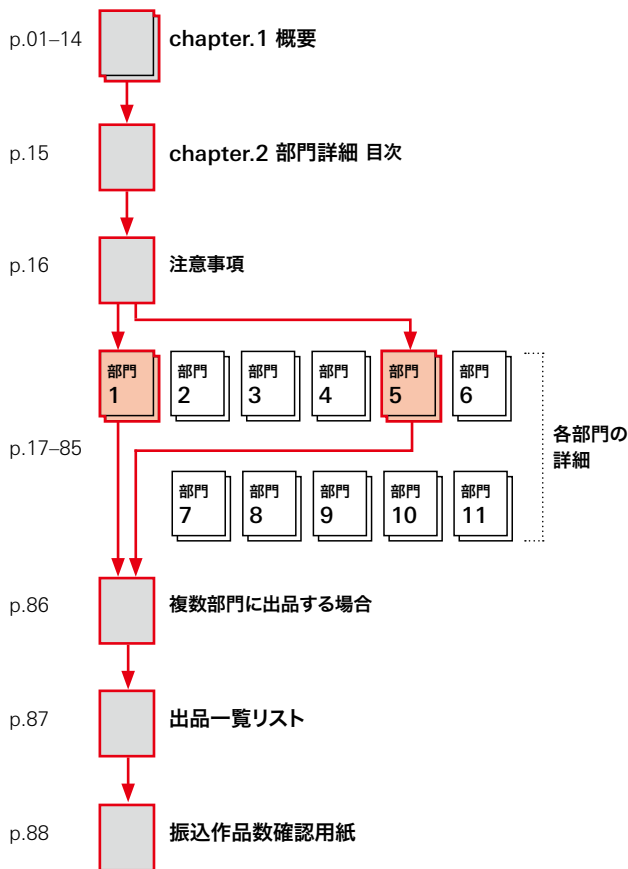 p.01–14
chapter.1 概要
p.15
chapter.2 部門詳細 目次
p.16
注意事項
部門
1
部門
2
部門
3
部門
4
部門
5
部門
6
p.17–85
各部門の
詳細
部門
7
部門
8
部門
9
部門
10
部門
11
p.86
複数部門に出品する場合
p.87
出品一覧リスト
p.88
振込作品数確認用紙